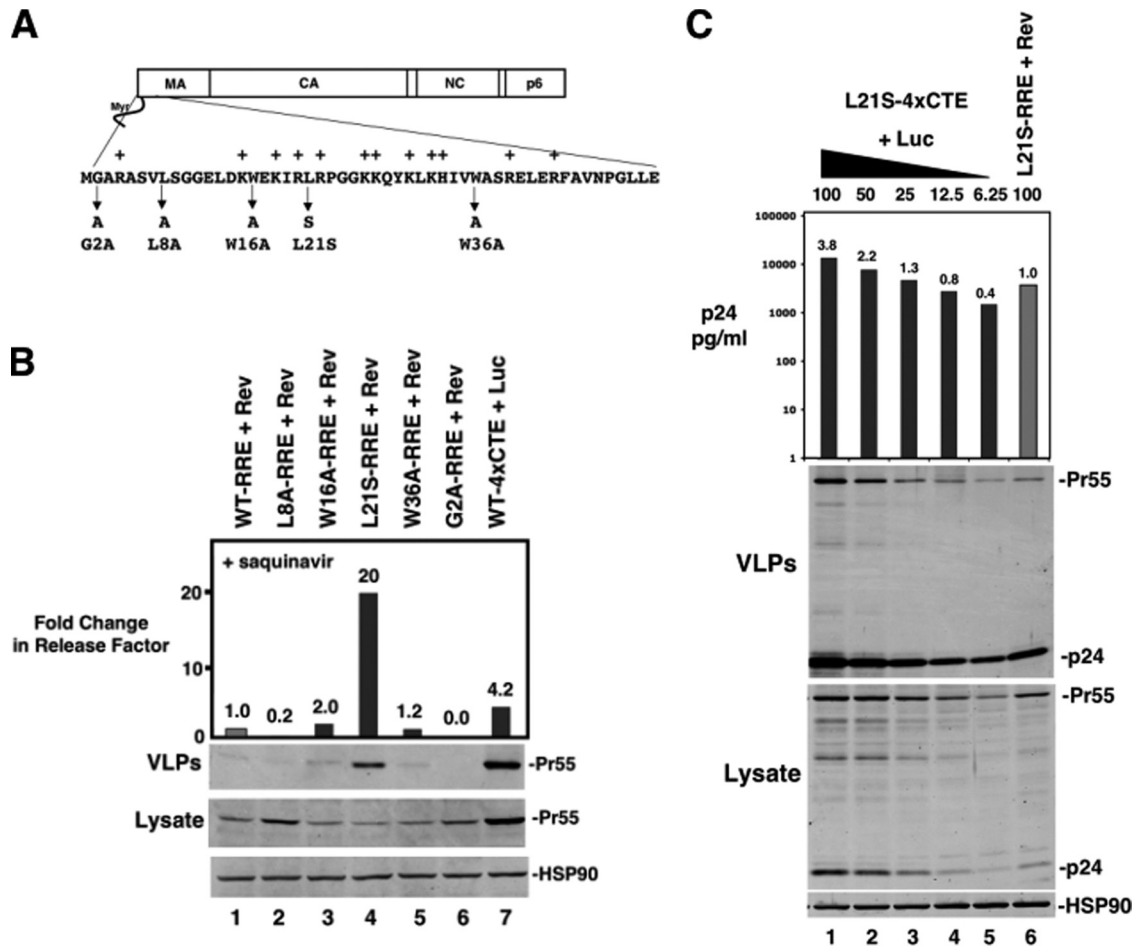 A
MA CA NC p6
Myr
+ + + + + ++ + ++ + +
MGARASVLSGGELDKWEKIRLRPGGKKQYKLKHIVWASRELERFAVNPGLLE
A A A S A
G2A L8A W16A L21S W36A
B
WT-RRE + Rev
L8A-RRE + Rev
W16A-RRE + Rev
L21S-RRE + Rev
W36A-RRE + Rev
G2A-RRE + Rev
WT-4xCTE + Luc
+ saquinavir
Fold Change
in Release Factor
20
10
0
1.0 0.2 2.0 20 1.2 0.0 4.2
VLPs -Pr55
Lysate -Pr55
-HSP90
1 2 3 4 5 6 7
C
L21S-4xCTE
+ Luc
L21S-RRE + Rev
100 50 25 12.5 6.25 100
p24
pg/ml
100000
10000
1000
100
10
1
3.8 2.2 1.3 0.8 0.4 1.0
VLPs
-Pr55
-p24
Lysate
-Pr55
-p24
-HSP90
1 2 3 4 5 6